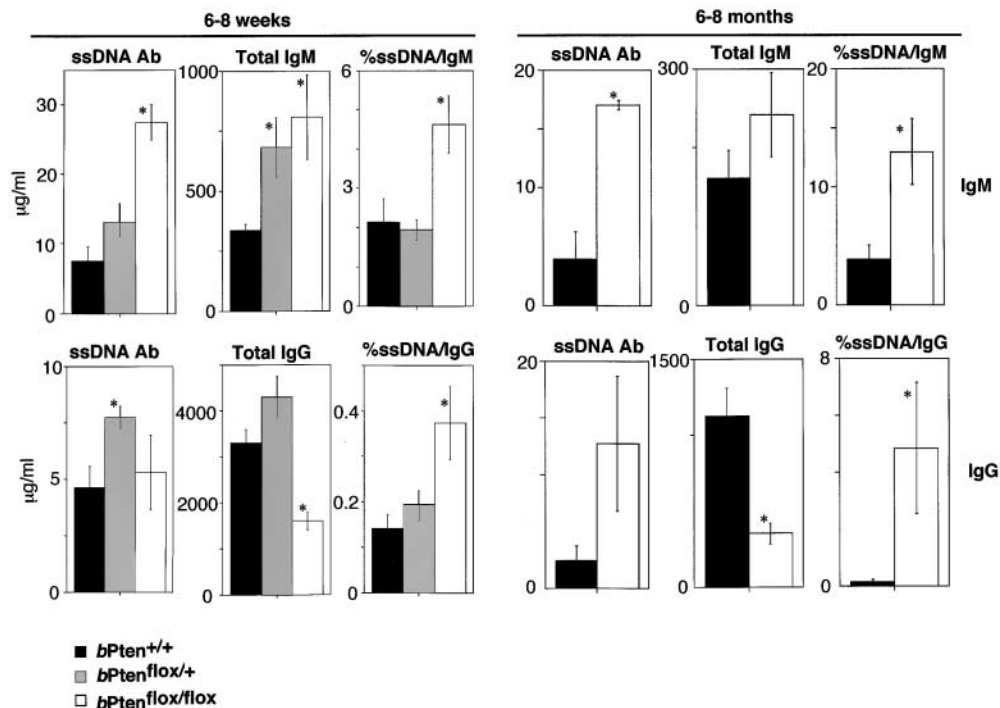 6-8 weeks
6-8 months
ssDNA Ab
Total IgM
%ssDNA/IgM
ssDNA Ab
Total IgM
%ssDNA/IgM
30
20
10
0
µg/ml
*
1000
500
0
*
*
6
3
2
0
*
20
10
0
*
300
0
20
10
0
*
IgM
ssDNA Ab
Total IgG
%ssDNA/IgG
ssDNA Ab
Total IgG
%ssDNA/IgG
10
5
0
µg/ml
*
4000
2000
0
*
0.4
0.2
0
*
20
10
0
1500
0
*
8
4
0
*
IgG
bPten+/+
bPtenflox/+
bPtenflox/flox